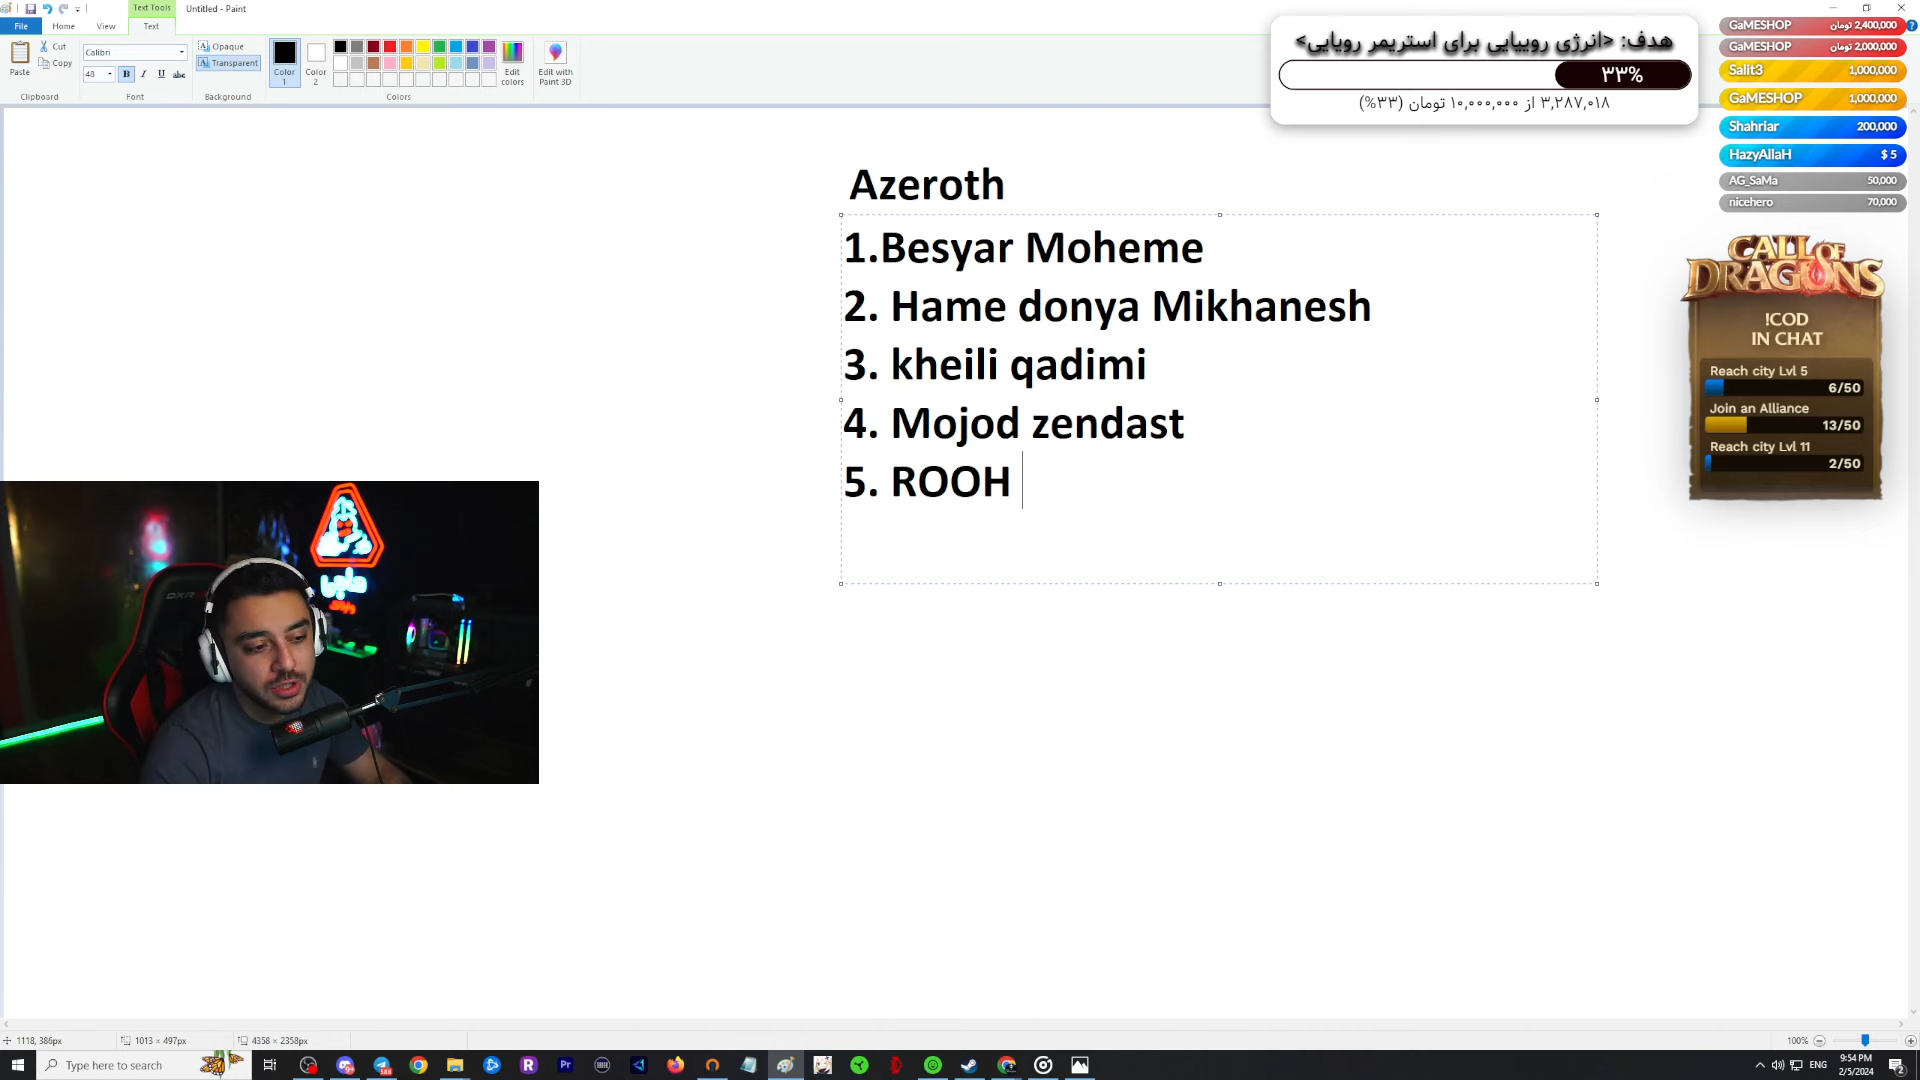 Text Tools
Untitled - Paint
File
Home
View
Text
Paste
Cut
Copy
Clipboard
Calibri
48
B
I
U
abc
Font
Opaque
Transparent
Background
Color 1
Color 2
Edit colors
Edit with Paint 3D
Colors
هدف: <انرژی روییایی برای استریمر رویایی>
۳۳%
۳,۲۸۷,۰۱۸ از ۱۰,۰۰۰,۰۰۰ تومان (۳۳%)
GaMESHOP 2,400,000 تومان
GaMESHOP 2,000,000 تومان
Salit3 1,000,000
GaMESHOP 1,000,000
Shahriar 200,000
HazyAllaH $ 5
AG_SaMa 50,000
nicehero 70,000
CALL OF DRAGONS
!COD
IN CHAT
Reach city Lvl 5
6/50
Join an Alliance
13/50
Reach city Lvl 11
2/50
Azeroth
1.Besyar Moheme
2. Hame donya Mikhanesh
3. kheili qadimi
4. Mojod zendast
5. ROOH
DXR
1118, 386px
1013 × 497px
4358 × 2358px
100%
Type here to search
ENG
9:54 PM
2/5/2024